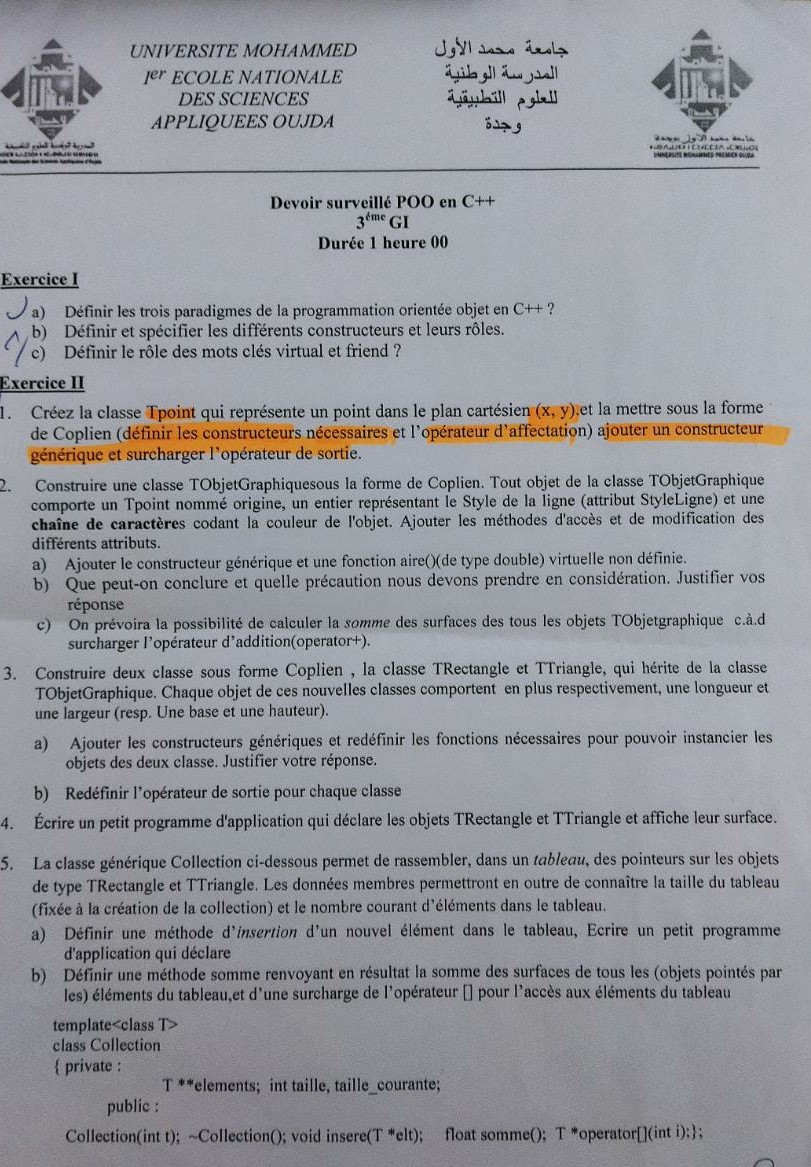 UNIVERSITE MOHAMMED
1er ECOLE NATIONALE
DES SCIENCES
APPLIQUEES OUJDA
جامعة محمد الأول
المدرسة الوطنية
للعلوم التطبيقية
وجدة
UNIVERSITE MOHAMMED PREMIER OUJDA
Devoir surveillé POO en C++
3éme GI
Durée 1 heure 00
Exercice I
a) Définir les trois paradigmes de la programmation orientée objet en C++ ?
b) Définir et spécifier les différents constructeurs et leurs rôles.
c) Définir le rôle des mots clés virtual et friend ?
Exercice II
1. Créez la classe Tpoint qui représente un point dans le plan cartésien (x, y).et la mettre sous la forme
de Coplien (définir les constructeurs nécessaires et l'opérateur d'affectation) ajouter un constructeur
générique et surcharger l'opérateur de sortie.
2. Construire une classe TObjetGraphiquesous la forme de Coplien. Tout objet de la classe TObjetGraphique
comporte un Tpoint nommé origine, un entier représentant le Style de la ligne (attribut StyleLigne) et une
chaîne de caractères codant la couleur de l'objet. Ajouter les méthodes d'accès et de modification des
différents attributs.
a) Ajouter le constructeur générique et une fonction aire()(de type double) virtuelle non définie.
b) Que peut-on conclure et quelle précaution nous devons prendre en considération. Justifier vos
réponse
c) On prévoira la possibilité de calculer la somme des surfaces des tous les objets TObjetgraphique c.à.d
surcharger l'opérateur d'addition(operator+).
3. Construire deux classe sous forme Coplien , la classe TRectangle et TTriangle, qui hérite de la classe
TObjetGraphique. Chaque objet de ces nouvelles classes comportent en plus respectivement, une longueur et
une largeur (resp. Une base et une hauteur).
a) Ajouter les constructeurs génériques et redéfinir les fonctions nécessaires pour pouvoir instancier les
objets des deux classe. Justifier votre réponse.
b) Redéfinir l'opérateur de sortie pour chaque classe
4. Écrire un petit programme d'application qui déclare les objets TRectangle et TTriangle et affiche leur surface.
5. La classe générique Collection ci-dessous permet de rassembler, dans un tableau, des pointeurs sur les objets
de type TRectangle et TTriangle. Les données membres permettront en outre de connaître la taille du tableau
(fixée à la création de la collection) et le nombre courant d'éléments dans le tableau.
a) Définir une méthode d'insertion d'un nouvel élément dans le tableau, Ecrire un petit programme
d'application qui déclare
b) Définir une méthode somme renvoyant en résultat la somme des surfaces de tous les (objets pointés par
les) éléments du tableau,et d'une surcharge de l'opérateur [] pour l'accès aux éléments du tableau
template<class T>
class Collection
{ private :
T **elements; int taille, taille_courante;
public :
Collection(int t); ~Collection(); void insere(T *elt); float somme(); T *operator[](int i);};